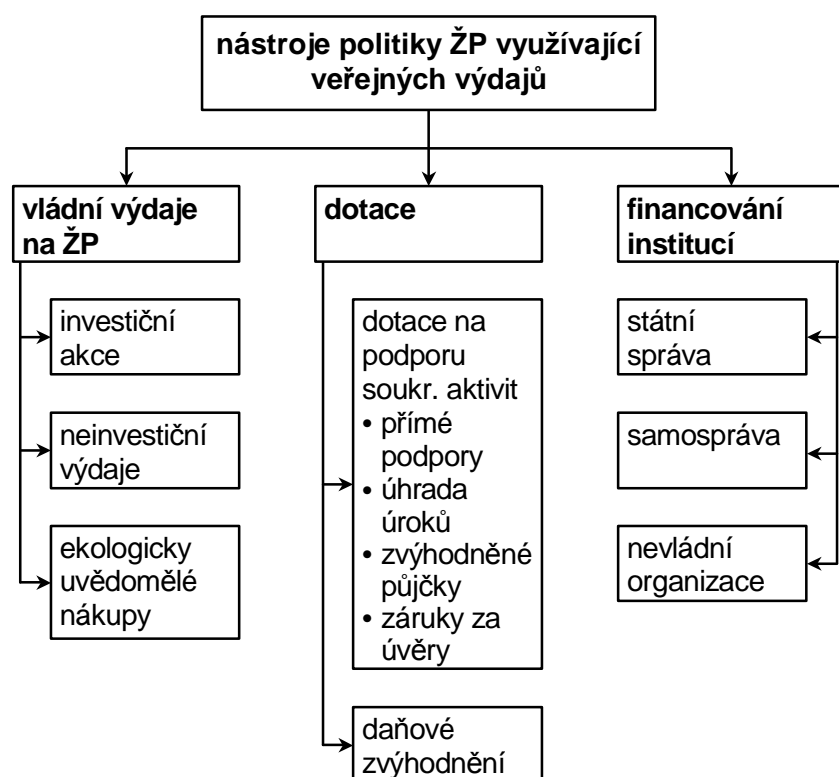 nástroje politiky ŽP využívající
veřejných výdajů
vládní výdaje
na ŽP
investiční
akce
neinvestiční
výdaje
ekologicky
uvědomělé
nákupy
dotace
dotace na
podporu
soukr. aktivit
• přímé
podpory
• úhrada
úroků
• zvýhodněné
půjčky
• záruky za
úvěry
daňové
zvýhodnění
financování
institucí
státní
správa
samospráva
nevládní
organizace